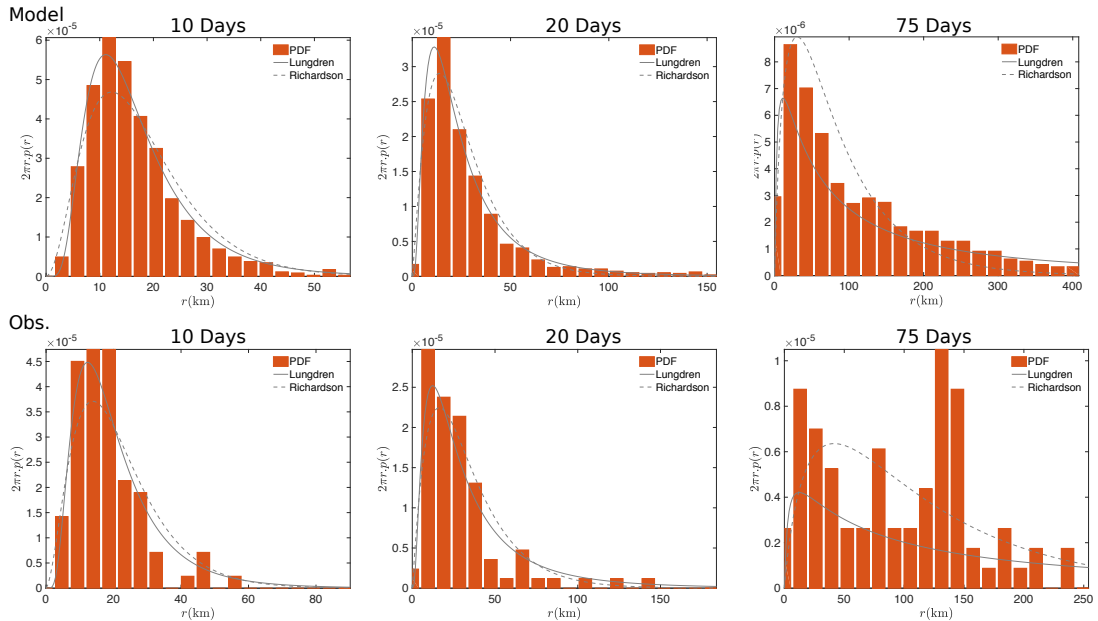 Model
10 Days
×10⁻⁵
PDF
Lungdren
Richardson
2πr.p(r)
6
5
4
3
2
1
0
0 10 20 30 40 50
r(km)
20 Days
×10⁻⁵
PDF
Lungdren
Richardson
2πr.p(r)
3
2.5
2
1.5
1
0.5
0
0 50 100 150
r(km)
75 Days
×10⁻⁶
PDF
Lungdren
Richardson
2πr.p(r)
8
7
6
5
4
3
2
1
0
0 100 200 300 400
r(km)
Obs.
10 Days
×10⁻⁵
PDF
Lungdren
Richardson
2πr.p(r)
4.5
4
3.5
3
2.5
2
1.5
1
0.5
0
0 20 40 60 80
r(km)
20 Days
×10⁻⁵
PDF
Lungdren
Richardson
2πr.p(r)
2.5
2
1.5
1
0.5
0
0 50 100 150
r(km)
75 Days
×10⁻⁵
PDF
Lungdren
Richardson
2πr.p(r)
1
0.8
0.6
0.4
0.2
0
0 50 100 150 200 250
r(km)